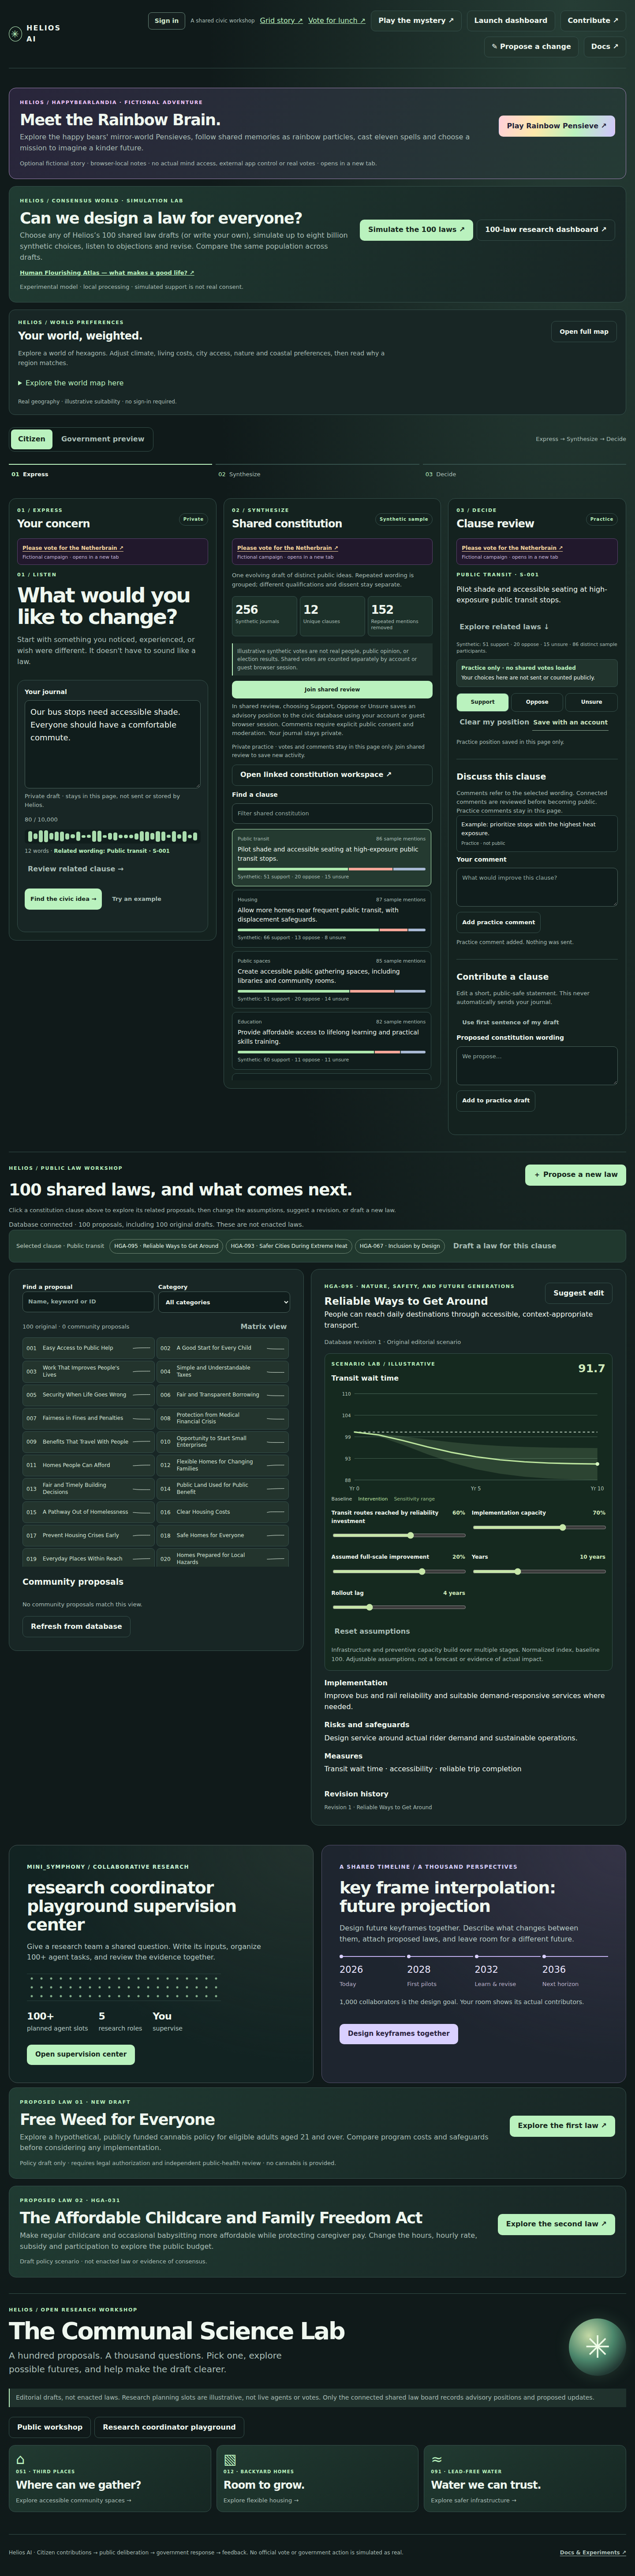 HELIOS
AI
Sign in
A shared civic workshop
Grid story ↗
Vote for lunch ↗
Play the mystery ↗
Launch dashboard
Contribute ↗
✎ Propose a change
Docs ↗
HELIOS / HAPPYBEARLANDIA · FICTIONAL ADVENTURE
Meet the Rainbow Brain.
Explore the happy bears' mirror-world Pensieves, follow shared memories as rainbow particles, cast eleven spells and choose a
mission to imagine a kinder future.
Optional fictional story · browser-local notes · no actual mind access, external app control or real votes · opens in a new tab.
Play Rainbow Pensieve ↗
HELIOS / CONSENSUS WORLD · SIMULATION LAB
Can we design a law for everyone?
Choose any of Helios's 100 shared law drafts (or write your own), simulate up to eight billion
synthetic choices, listen to objections and revise. Compare the same population across
drafts.
Human Flourishing Atlas — what makes a good life? ↗
Experimental model · local processing · simulated support is not real consent.
Simulate the 100 laws ↗
100-law research dashboard ↗
HELIOS / WORLD PREFERENCES
Your world, weighted.
Explore a world of hexagons. Adjust climate, living costs, city access, nature and coastal preferences, then read why a
region matches.
▶ Explore the world map here
Real geography · illustrative suitability · no sign-in required.
Open full map
Citizen
Government preview
Express → Synthesize → Decide
01 Express
02 Synthesize
03 Decide
01 / EXPRESS
Your concern
Private
Please vote for the Netherbrain ↗
Fictional campaign · opens in a new tab
01 / LISTEN
What would you
like to change?
Start with something you noticed, experienced, or
wish were different. It doesn't have to sound like a
law.
Your journal
Our bus stops need accessible shade.
Everyone should have a comfortable
commute.
Private draft · stays in this page, not sent or stored by
Helios.
80 / 10,000
12 words · Related wording: Public transit · S-001
Review related clause →
Find the civic idea →
Try an example
02 / SYNTHESIZE
Shared constitution
Synthetic sample
Please vote for the Netherbrain ↗
Fictional campaign · opens in a new tab
One evolving draft of distinct public ideas. Repeated wording is
grouped; different qualifications and dissent stay separate.
256
Synthetic journals
12
Unique clauses
152
Repeated mentions
removed
Illustrative synthetic votes are not real people, public opinion, or
election results. Shared votes are counted separately by account or
guest browser session.
Join shared review
In shared review, choosing Support, Oppose or Unsure saves an
advisory position to the civic database using your account or guest
browser session. Comments require explicit public consent and
moderation. Your journal stays private.
Private practice · votes and comments stay in this page only. Join shared
review to save new activity.
Open linked constitution workspace ↗
Find a clause
Filter shared constitution
Public transit
86 sample mentions
Pilot shade and accessible seating at high-exposure public
transit stops.
Synthetic: 51 support · 20 oppose · 15 unsure
Housing
87 sample mentions
Allow more homes near frequent public transit, with
displacement safeguards.
Synthetic: 66 support · 13 oppose · 8 unsure
Public spaces
85 sample mentions
Create accessible public gathering spaces, including
libraries and community rooms.
Synthetic: 51 support · 20 oppose · 14 unsure
Education
82 sample mentions
Provide affordable access to lifelong learning and practical
skills training.
Synthetic: 60 support · 11 oppose · 11 unsure
03 / DECIDE
Clause review
Practice
Please vote for the Netherbrain ↗
Fictional campaign · opens in a new tab
PUBLIC TRANSIT · S-001
Pilot shade and accessible seating at high-
exposure public transit stops.
Explore related laws ↓
Synthetic: 51 support · 20 oppose · 15 unsure · 86 distinct sample
participants.
Practice only · no shared votes loaded
Your choices here are not sent or counted publicly.
Support
Oppose
Unsure
Clear my position
Save with an account
Practice position saved in this page only.
Discuss this clause
Comments refer to the selected wording. Connected
comments are reviewed before becoming public.
Practice comments stay in this page.
Example: prioritize stops with the highest heat
exposure.
Practice · not public
Your comment
What would improve this clause?
Add practice comment
Practice comment added. Nothing was sent.
Contribute a clause
Edit a short, public-safe statement. This never
automatically sends your journal.
Use first sentence of my draft
Proposed constitution wording
We propose...
Add to practice draft
HELIOS / PUBLIC LAW WORKSHOP
100 shared laws, and what comes next.
+ Propose a new law
Click a constitution clause above to explore its related proposals, then change the assumptions, suggest a revision, or draft a new law.
Database connected · 100 proposals, including 100 original drafts. These are not enacted laws.
Selected clause · Public transit
HGA-095 · Reliable Ways to Get Around
HGA-093 · Safer Cities During Extreme Heat
HGA-067 · Inclusion by Design
Draft a law for this clause
Find a proposal
Category
Name, keyword or ID
All categories
100 original · 0 community proposals
Matrix view
001 Easy Access to Public Help
002 A Good Start for Every Child
003 Work That Improves People's
Lives
004 Simple and Understandable
Taxes
005 Security When Life Goes Wrong
006 Fair and Transparent Borrowing
007 Fairness in Fines and Penalties
008 Protection from Medical
Financial Crisis
009 Benefits That Travel With People
010 Opportunity to Start Small
Enterprises
011 Homes People Can Afford
012 Flexible Homes for Changing
Families
013 Fair and Timely Building
Decisions
014 Public Land Used for Public
Benefit
015 A Pathway Out of Homelessness
016 Clear Housing Costs
017 Prevent Housing Crises Early
018 Safe Homes for Everyone
019 Everyday Places Within Reach
020 Homes Prepared for Local
Hazards
Community proposals
No community proposals match this view.
Refresh from database
HGA-095 · NATURE, SAFETY, AND FUTURE GENERATIONS
Reliable Ways to Get Around
Suggest edit
People can reach daily destinations through accessible, context-appropriate
transport.
Database revision 1 · Original editorial scenario
SCENARIO LAB / ILLUSTRATIVE
91.7
Transit wait time
110
104
99
93
88
Yr 0
Yr 5
Yr 10
Baseline Intervention Sensitivity range
Transit routes reached by reliability
investment
60%
Implementation capacity
70%
Assumed full-scale improvement
20%
Years
10 years
Rollout lag
4 years
Reset assumptions
Infrastructure and preventive capacity build over multiple stages. Normalized index, baseline
100. Adjustable assumptions, not a forecast or evidence of actual impact.
Implementation
Improve bus and rail reliability and suitable demand-responsive services where
needed.
Risks and safeguards
Design service around actual rider demand and sustainable operations.
Measures
Transit wait time · accessibility · reliable trip completion
Revision history
Revision 1 · Reliable Ways to Get Around
MINI_SYMPHONY / COLLABORATIVE RESEARCH
research coordinator
playground supervision
center
Give a research team a shared question. Write its inputs, organize
100+ agent tasks, and review the evidence together.
100+
planned agent slots
5
research roles
You
supervise
Open supervision center
A SHARED TIMELINE / A THOUSAND PERSPECTIVES
key frame interpolation:
future projection
Design future keyframes together. Describe what changes between
them, attach proposed laws, and leave room for a different future.
2026
Today
2028
First pilots
2032
Learn & revise
2036
Next horizon
1,000 collaborators is the design goal. Your room shows its actual contributors.
Design keyframes together
PROPOSED LAW 01 · NEW DRAFT
Free Weed for Everyone
Explore a hypothetical, publicly funded cannabis policy for eligible adults aged 21 and over. Compare program costs and safeguards
before considering any implementation.
Policy draft only · requires legal authorization and independent public-health review · no cannabis is provided.
Explore the first law ↗
PROPOSED LAW 02 · HGA-031
The Affordable Childcare and Family Freedom Act
Make regular childcare and occasional babysitting more affordable while protecting caregiver pay. Change the hours, hourly rate,
subsidy and participation to explore the public budget.
Draft policy scenario · not enacted law or evidence of consensus.
Explore the second law ↗
HELIOS / OPEN RESEARCH WORKSHOP
The Communal Science Lab
A hundred proposals. A thousand questions. Pick one, explore
possible futures, and help make the draft clearer.
Editorial drafts, not enacted laws. Research planning slots are illustrative, not live agents or votes. Only the connected shared law board records advisory positions and proposed updates.
Public workshop
Research coordinator playground
051 · THIRD PLACES
Where can we gather?
Explore accessible community spaces →
012 · BACKYARD HOMES
Room to grow.
Explore flexible housing →
091 · LEAD-FREE WATER
Water we can trust.
Explore safer infrastructure →
Helios AI · Citizen contributions → public deliberation → government response → feedback. No official vote or government action is simulated as real.
Docs & Experiments ↗